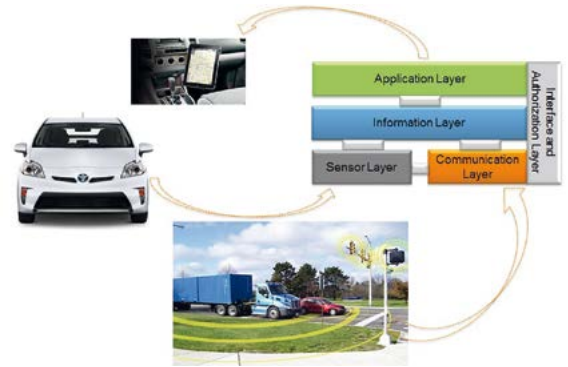 Application Layer
Information Layer
Sensor Layer
Communication
Layer
Interface and
Authorization Layer